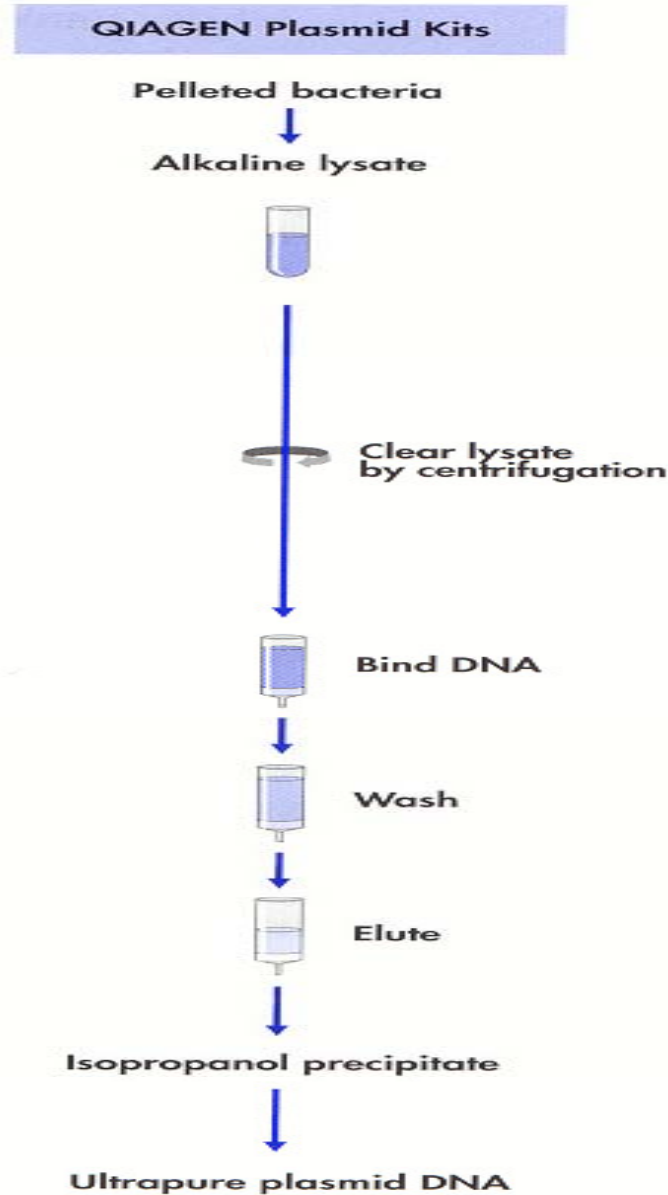 QIAGEN Plasmid Kits
Pelleted bacteria
Alkaline lysate
Clear lysate
by centrifugation
Bind DNA
Wash
Elute
Isopropanol precipitate
Ultrapure plasmid DNA